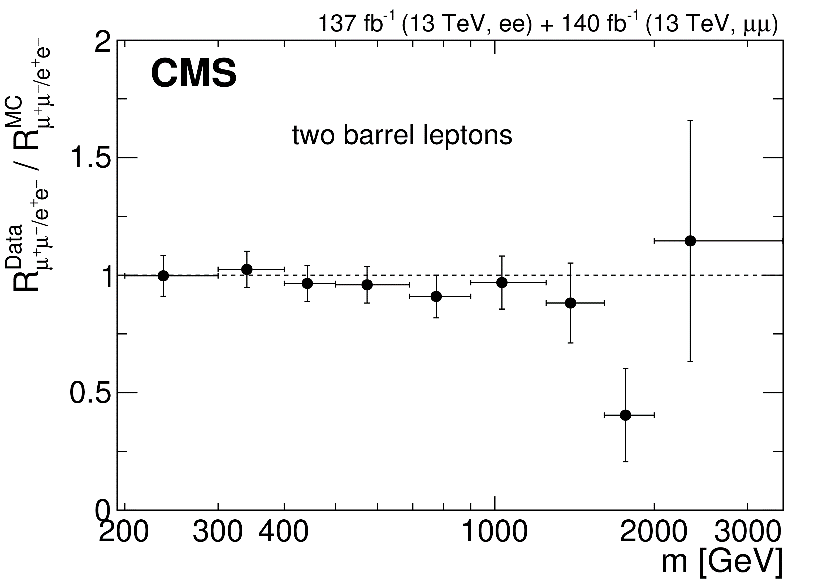 137 fb⁻¹ (13 TeV, ee) + 140 fb⁻¹ (13 TeV, μμ)
CMS
two barrel leptons
R^Data_μ⁺μ⁻/e⁺e⁻ / R^MC_μ⁺μ⁻/e⁺e⁻
2
1.5
1
0.5
0
200 300 400 1000 2000 3000
m [GeV]